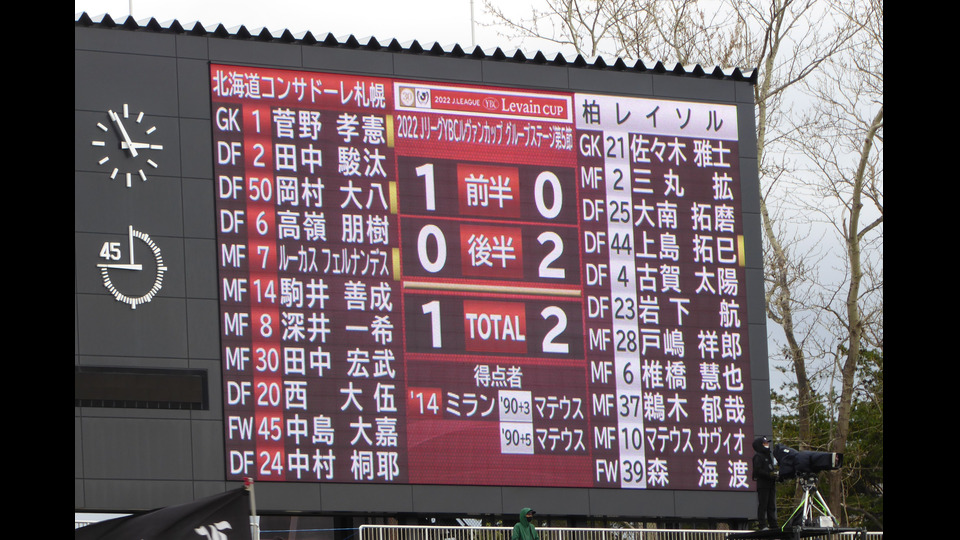 北海道コンサドーレ札幌
GK 1 菅野 孝憲
DF 2 田中 駿汰
DF 50 岡村 大八
DF 6 高嶺 朋樹
MF 7 ルーカス フェルナンデス
MF 14 駒井 善成
MF 8 深井 一希
MF 30 田中 宏武
DF 20 西 大伍
FW 45 中島 大嘉
DF 24 中村 桐耶
2022 J.LEAGUE YBC Levain CUP
2022 JリーグYBCルヴァンカップ グループステージ第5節
1 前半 0
0 後半 2
1 TOTAL 2
得点者
'14 ミラン '90+3 マテウス
'90+5 マテウス
柏レイソル
GK 21 佐々木 雅士
MF 2 三丸 拡
DF 25 大南 拓磨
DF 44 上島 拓巳
DF 4 古賀 太陽
DF 23 岩下 航
MF 28 戸嶋 祥郎
MF 6 椎橋 慧也
MF 37 鵜木 郁哉
MF 10 マテウス サヴィオ
FW 39 森 海渡
45